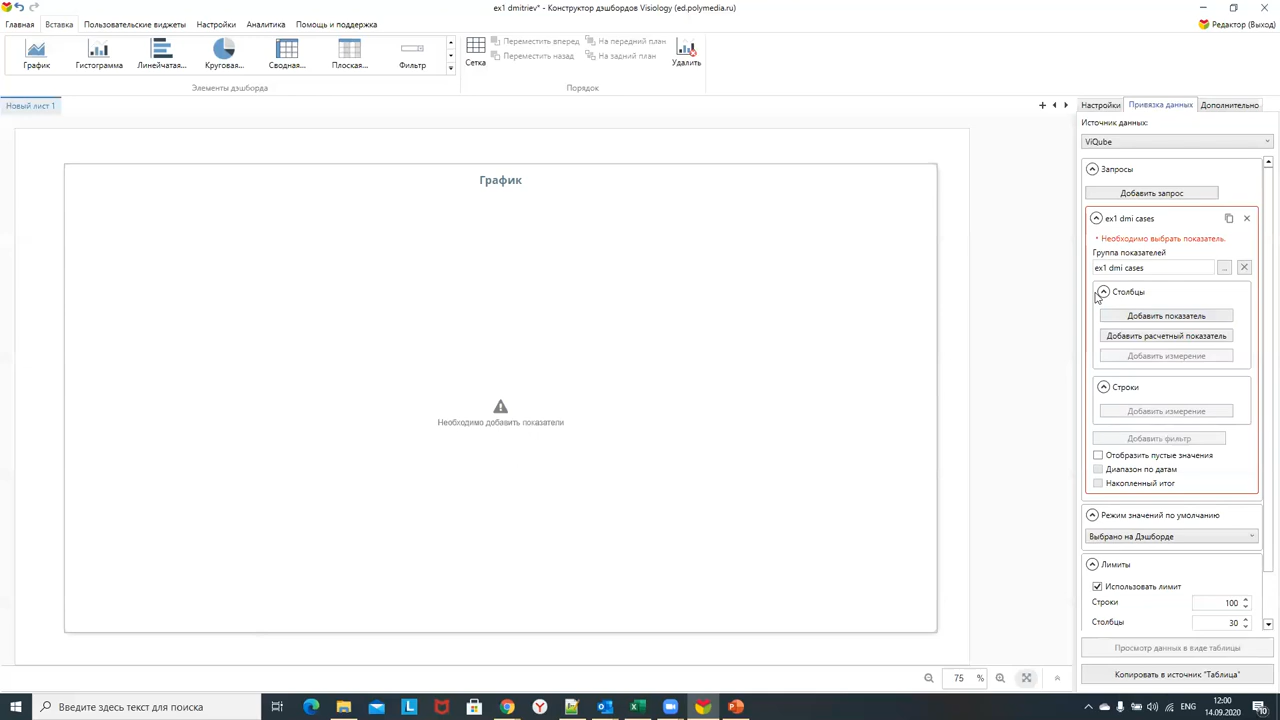 ex1 dmitriev* - Конструктор дэшбордов Visiology (ed.polymedia.ru)
Главная Вставка Пользовательские виджеты Настройки Аналитика Помощь и поддержка Редактор (Выход)
Переместить вперед На передний план
Переместить назад На задний план
График Гистограмма Линейчатая... Круговая... Сводная... Плоская... Фильтр Сетка Удалить
Элементы дэшборда Порядок
Новый лист 1
Настройки Привязка данных Дополнительно
Источник данных:
ViQube
Запросы
Добавить запрос
ex1 dmi cases
* Необходимо выбрать показатель.
Группа показателей
ex1 dmi cases ...
Столбцы
Добавить показатель
Добавить расчетный показатель
Добавить измерение
Строки
Добавить измерение
Добавить фильтр
Отобразить пустые значения
Диапазон по датам
Накопленный итог
Режим значений по умолчанию
Выбрано на Дэшборде
Лимиты
Использовать лимит
Строки 100
Столбцы 30
Просмотр данных в виде таблицы
Копировать в источник "Таблица"
График
Необходимо добавить показатели
75 %
Введите здесь текст для поиска
ENG
12:00
14.09.2020
10